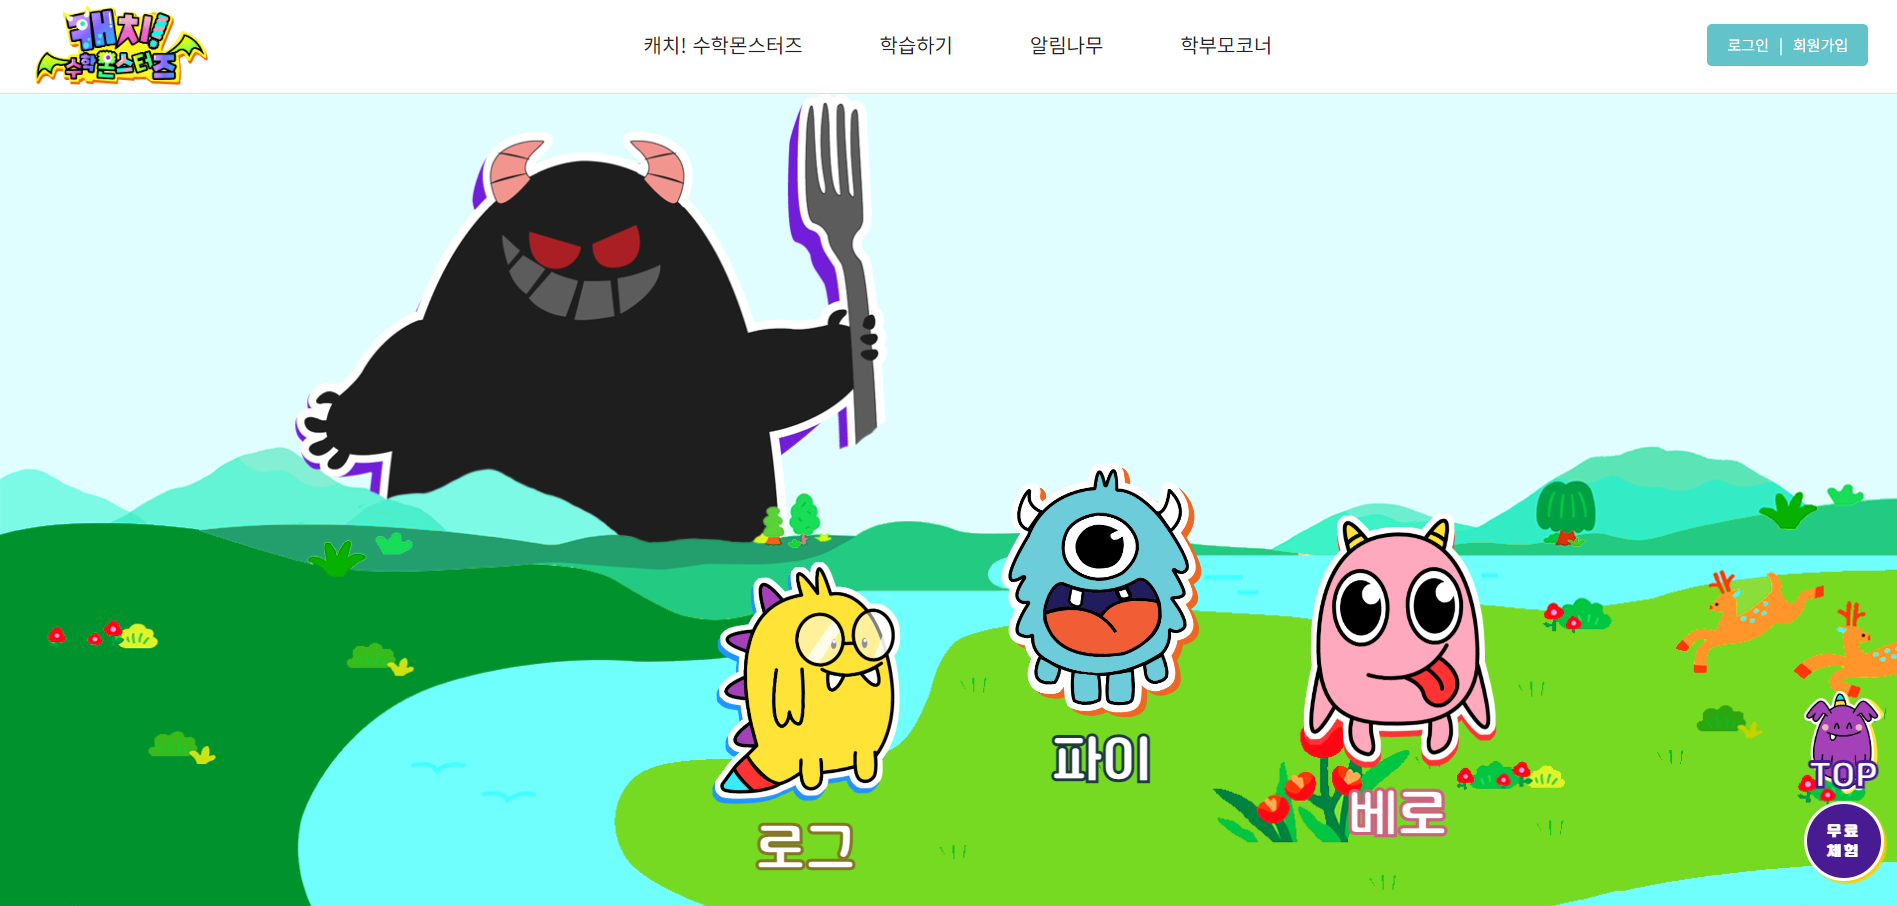 캐치!
수학몬스터즈
캐치! 수학몬스터즈 학습하기 알림나무 학부모코너
로그인 | 회원가입
파이
베로
로그
TOP
무료
체험